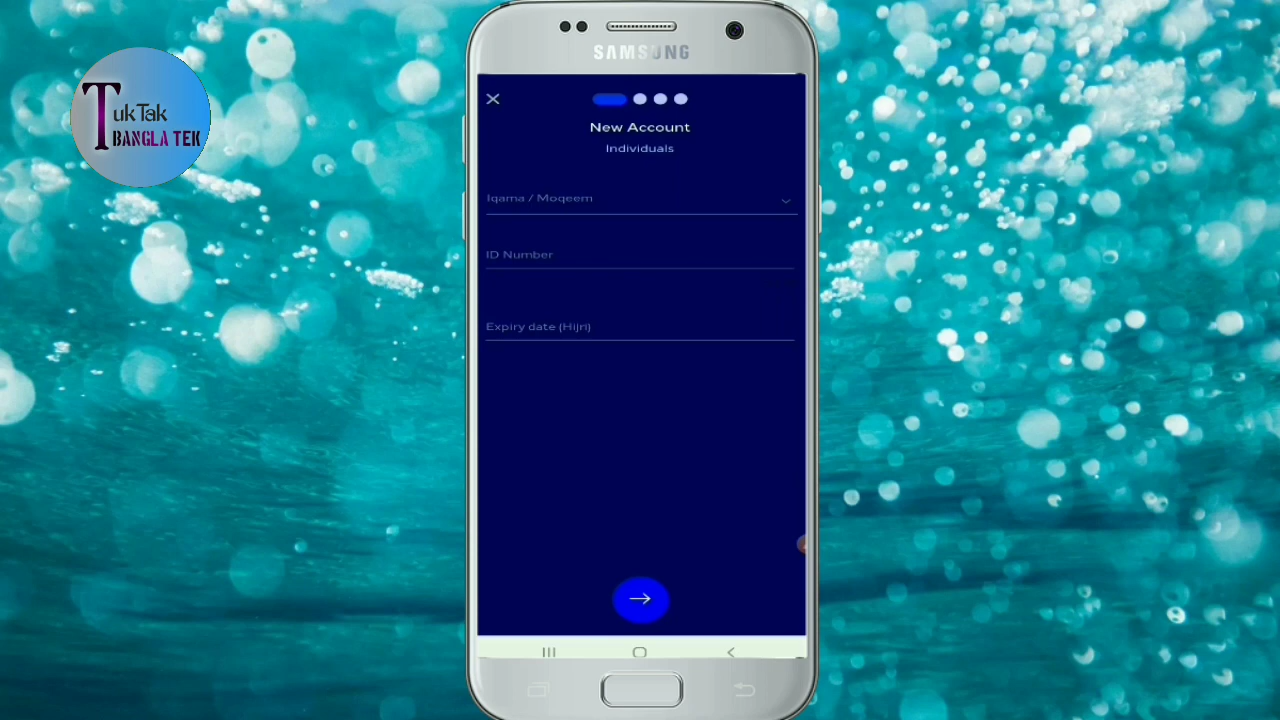 TukTak
BANGLA TEK
SAMSUNG
New Account
Individuals
Iqama / Moqeem
ID Number
Expiry date (Hijri)